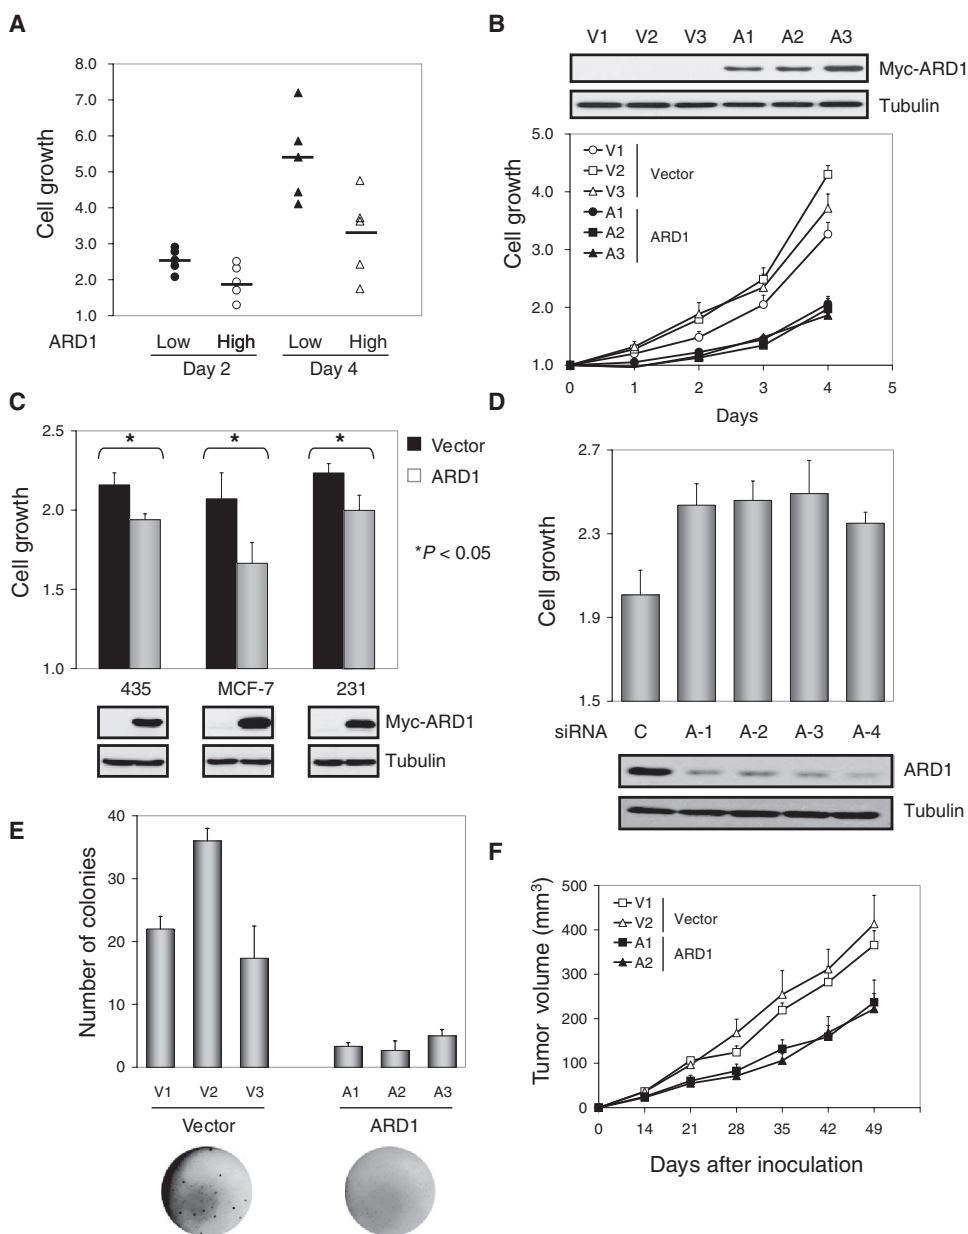 A
8.0
7.0
6.0
5.0
4.0
3.0
2.0
1.0
Cell growth
ARD1
Low High Low High
Day 2 Day 4
B
V1 V2 V3 A1 A2 A3
Myc-ARD1
Tubulin
5.0
4.0
3.0
2.0
1.0
Cell growth
V1
V2
V3
Vector
A1
A2
A3
ARD1
0 1 2 3 4 5
Days
C
2.5
2.0
1.5
1.0
Cell growth
* * *
Vector
ARD1
*P < 0.05
435 MCF-7 231
Myc-ARD1
Tubulin
D
2.7
2.3
1.9
1.5
Cell growth
siRNA C A-1 A-2 A-3 A-4
ARD1
Tubulin
E
40
30
20
10
0
Number of colonies
V1 V2 V3 A1 A2 A3
Vector ARD1
F
500
400
300
200
100
0
Tumor volume (mm³)
V1
V2
Vector
A1
A2
ARD1
0 14 21 28 35 42 49
Days after inoculation